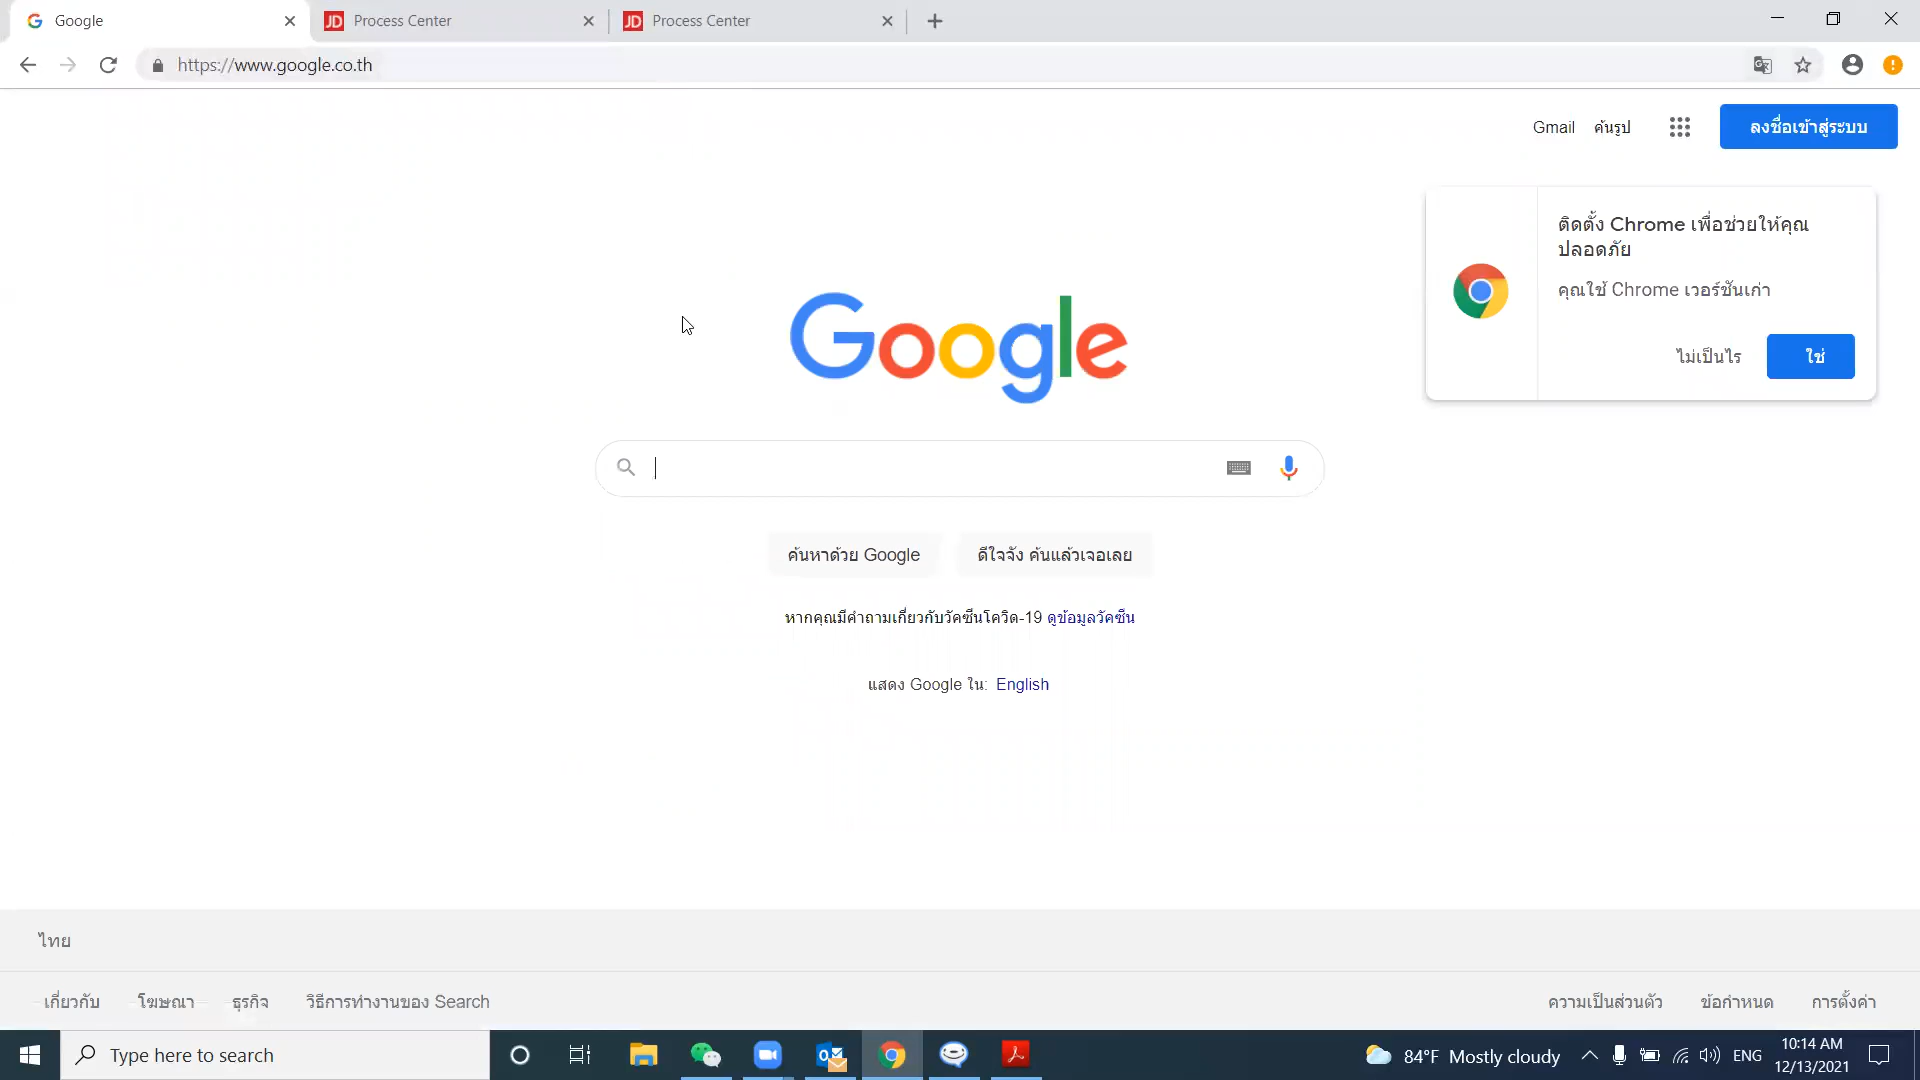 Google
JD Process Center
JD Process Center
https://www.google.co.th
Gmail ค้นรูป
ลงชื่อเข้าสู่ระบบ
ติดตั้ง Chrome เพื่อช่วยให้คุณ
ปลอดภัย
คุณใช้ Chrome เวอร์ชันเก่า
ไม่เป็นไร ใช่
Google
ค้นหาด้วย Google ดีใจจัง ค้นแล้วเจอเลย
หากคุณมีคำถามเกี่ยวกับวัคซีนโควิด-19 ดูข้อมูลวัคซีน
แสดง Google ใน: English
ไทย
เกี่ยวกับ โฆษณา ธุรกิจ วิธีการทำงานของ Search ความเป็นส่วนตัว ข้อกำหนด การตั้งค่า
Type here to search
84°F Mostly cloudy
ENG
10:14 AM
12/13/2021